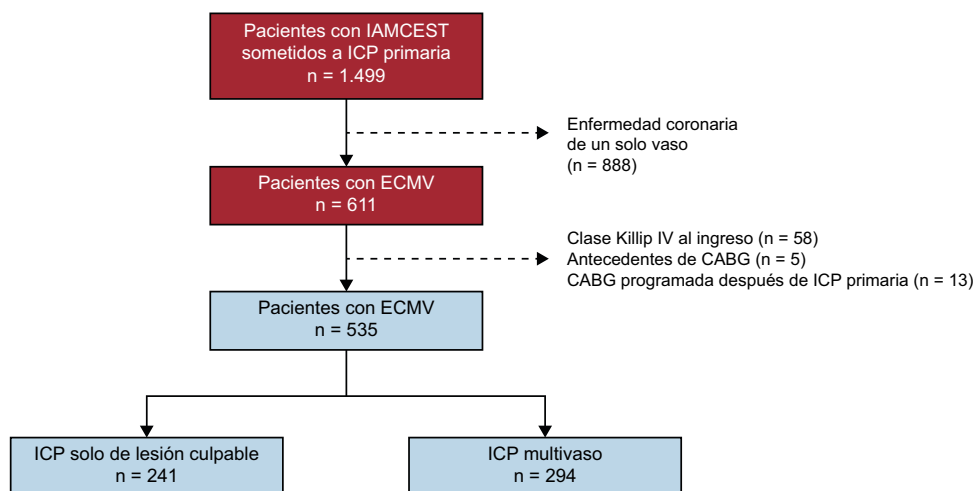 Pacientes con IAMCEST
sometidos a ICP primaria
n = 1.499
Enfermedad coronaria
de un solo vaso
(n = 888)
Pacientes con ECMV
n = 611
Clase Killip IV al ingreso (n = 58)
Antecedentes de CABG (n = 5)
CABG programada después de ICP primaria (n = 13)
Pacientes con ECMV
n = 535
ICP solo de lesión culpable
n = 241
ICP multivaso
n = 294